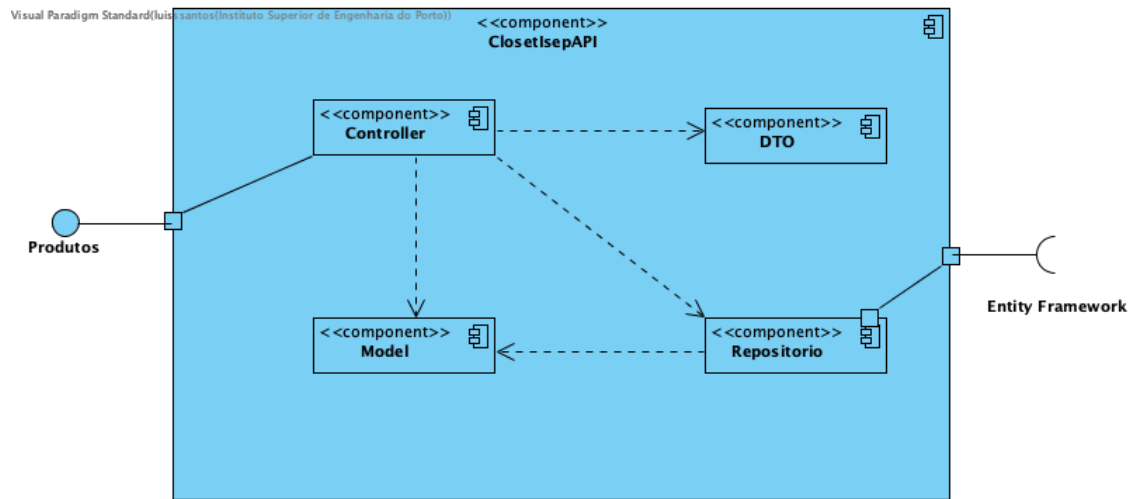 Visual Paradigm Standard(luis santos(Instituto Superior de Engenharia do Porto))
<<component>>
ClosetIsepAPI
<<component>>
Controller
<<component>>
DTO
Produtos
Entity Framework
<<component>>
Model
<<component>>
Repositorio